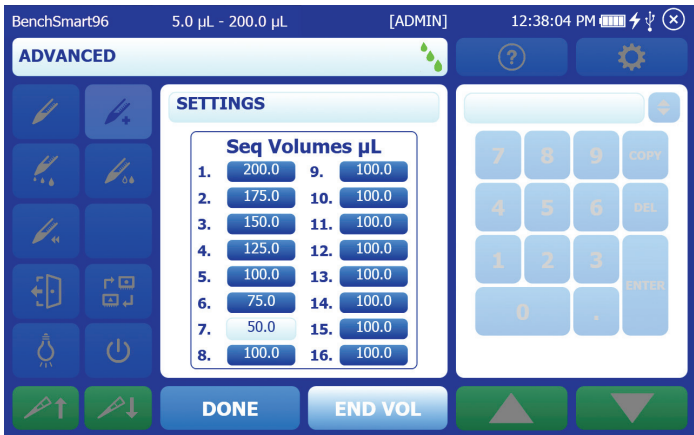 BenchSmart96 5.0 µL - 200.0 µL [ADMIN] 12:38:04 PM
ADVANCED
?
SETTINGS
Seq Volumes µL
1. 200.0 9. 100.0
2. 175.0 10. 100.0
3. 150.0 11. 100.0
4. 125.0 12. 100.0
5. 100.0 13. 100.0
6. 75.0 14. 100.0
7. 50.0 15. 100.0
8. 100.0 16. 100.0
7 8 9 COPY
4 5 6 DEL
1 2 3 ENTER
0 .
DONE END VOL